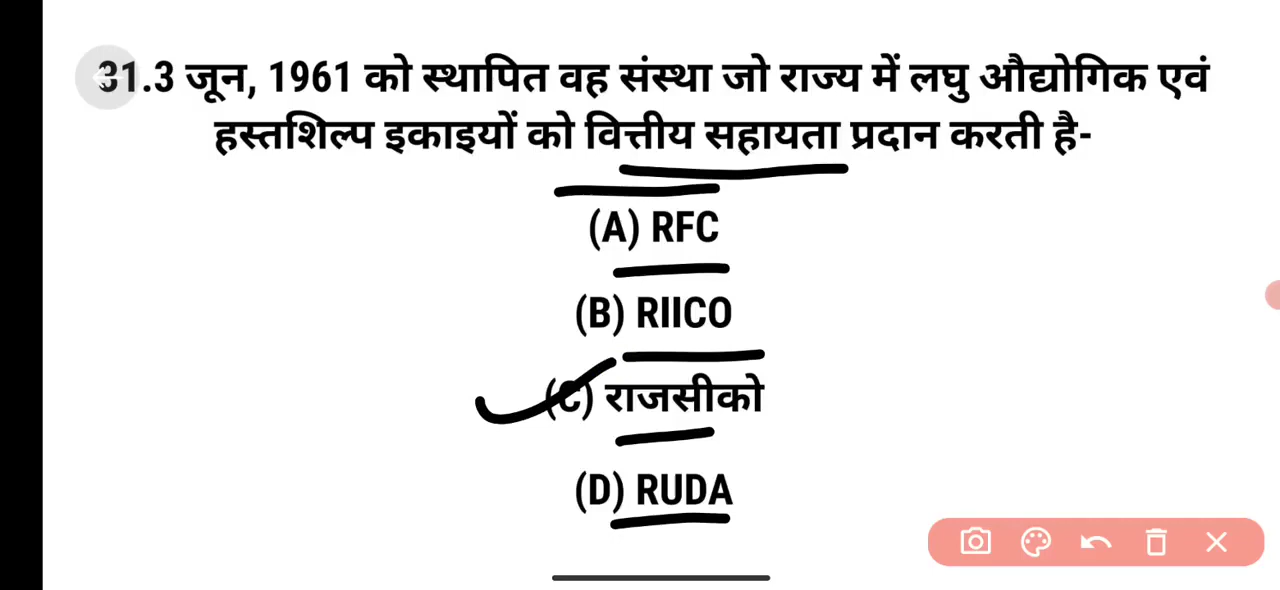 31.3 जून, 1961 को स्थापित वह संस्था जो राज्य में लघु औद्योगिक एवं
हस्तशिल्प इकाइयों को वित्तीय सहायता प्रदान करती है-
(A) RFC
(B) RIICO
(C) राजसीको
(D) RUDA